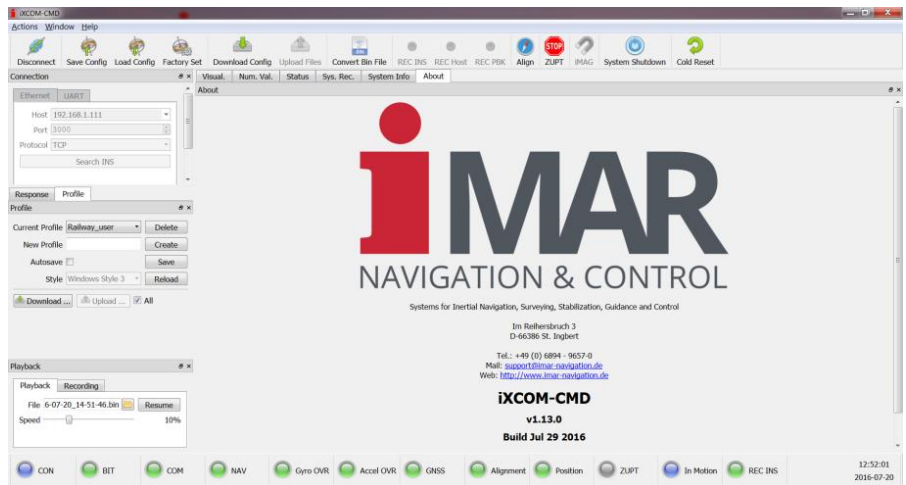 iXCOM-CMD
Actions Window Help
Disconnect Save Config Load Config Factory Set Download Config Upload Files Convert Bin File REC INS REC Host REC PBK Align STOP ZUPT IMAG System Shutdown Cold Reset
Connection
Visual. Num. Val. Status Sys. Rec. System Info About
About
Ethernet UART
Host 192.168.1.111
Port 3000
Protocol TCP
Search INS
Response Profile
Profile
Current Profile Railway_user Delete
New Profile Create
Autosave Save
Style Windows Style 3 Reload
Download ... Upload ... All
iMAR
NAVIGATION & CONTROL
Systems for Inertial Navigation, Surveying, Stabilization, Guidance and Control
Im Reihersbruch 3
D-66386 St. Ingbert
Tel.: +49 (0) 6894 - 9657-0
Mail: support@imar-navigation.de
Web: http://www.imar-navigation.de
iXCOM-CMD
v1.13.0
Build Jul 29 2016
Playback
Playback Recording
File 6-07-20_14-51-46.bin Resume
Speed 10%
CON BIT COM NAV Gyro OVR Accel OVR GNSS Alignment Position ZUPT In Motion REC INS
12:52:01
2016-07-20